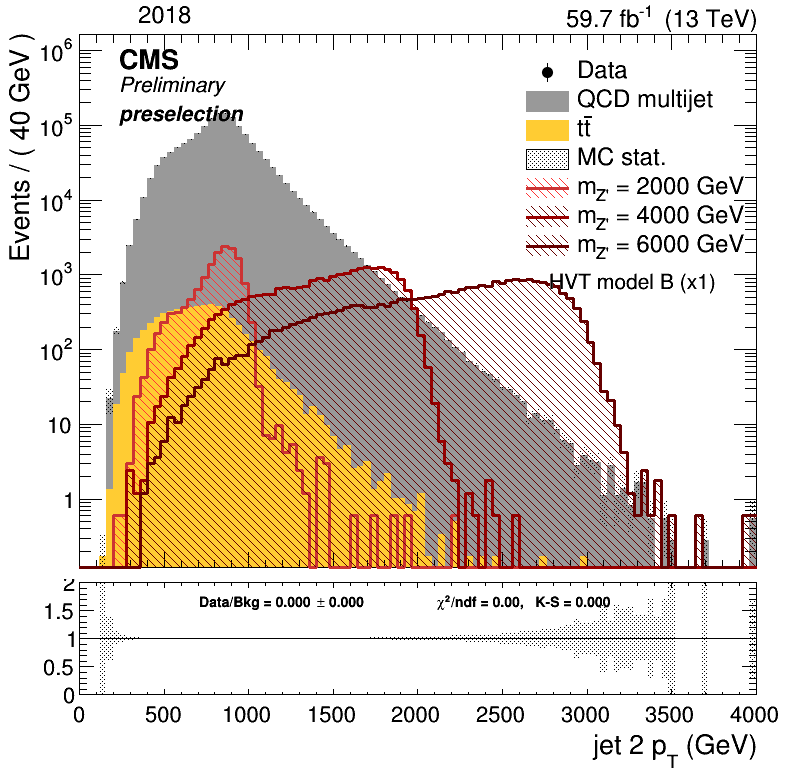 2018 59.7 fb⁻¹ (13 TeV)
CMS
Preliminary
preselection
Data
QCD multijet
tt̄
MC stat.
m_Z' = 2000 GeV
m_Z' = 4000 GeV
m_Z' = 6000 GeV
HVT model B (x1)
Events / ( 40 GeV )
10⁶
10⁵
10⁴
10³
10²
10
1
Data/Bkg = 0.000 ± 0.000 χ²/ndf = 0.00, K-S = 0.000
2
1.5
1
0.5
0
0 500 1000 1500 2000 2500 3000 3500 4000
jet 2 p_T (GeV)